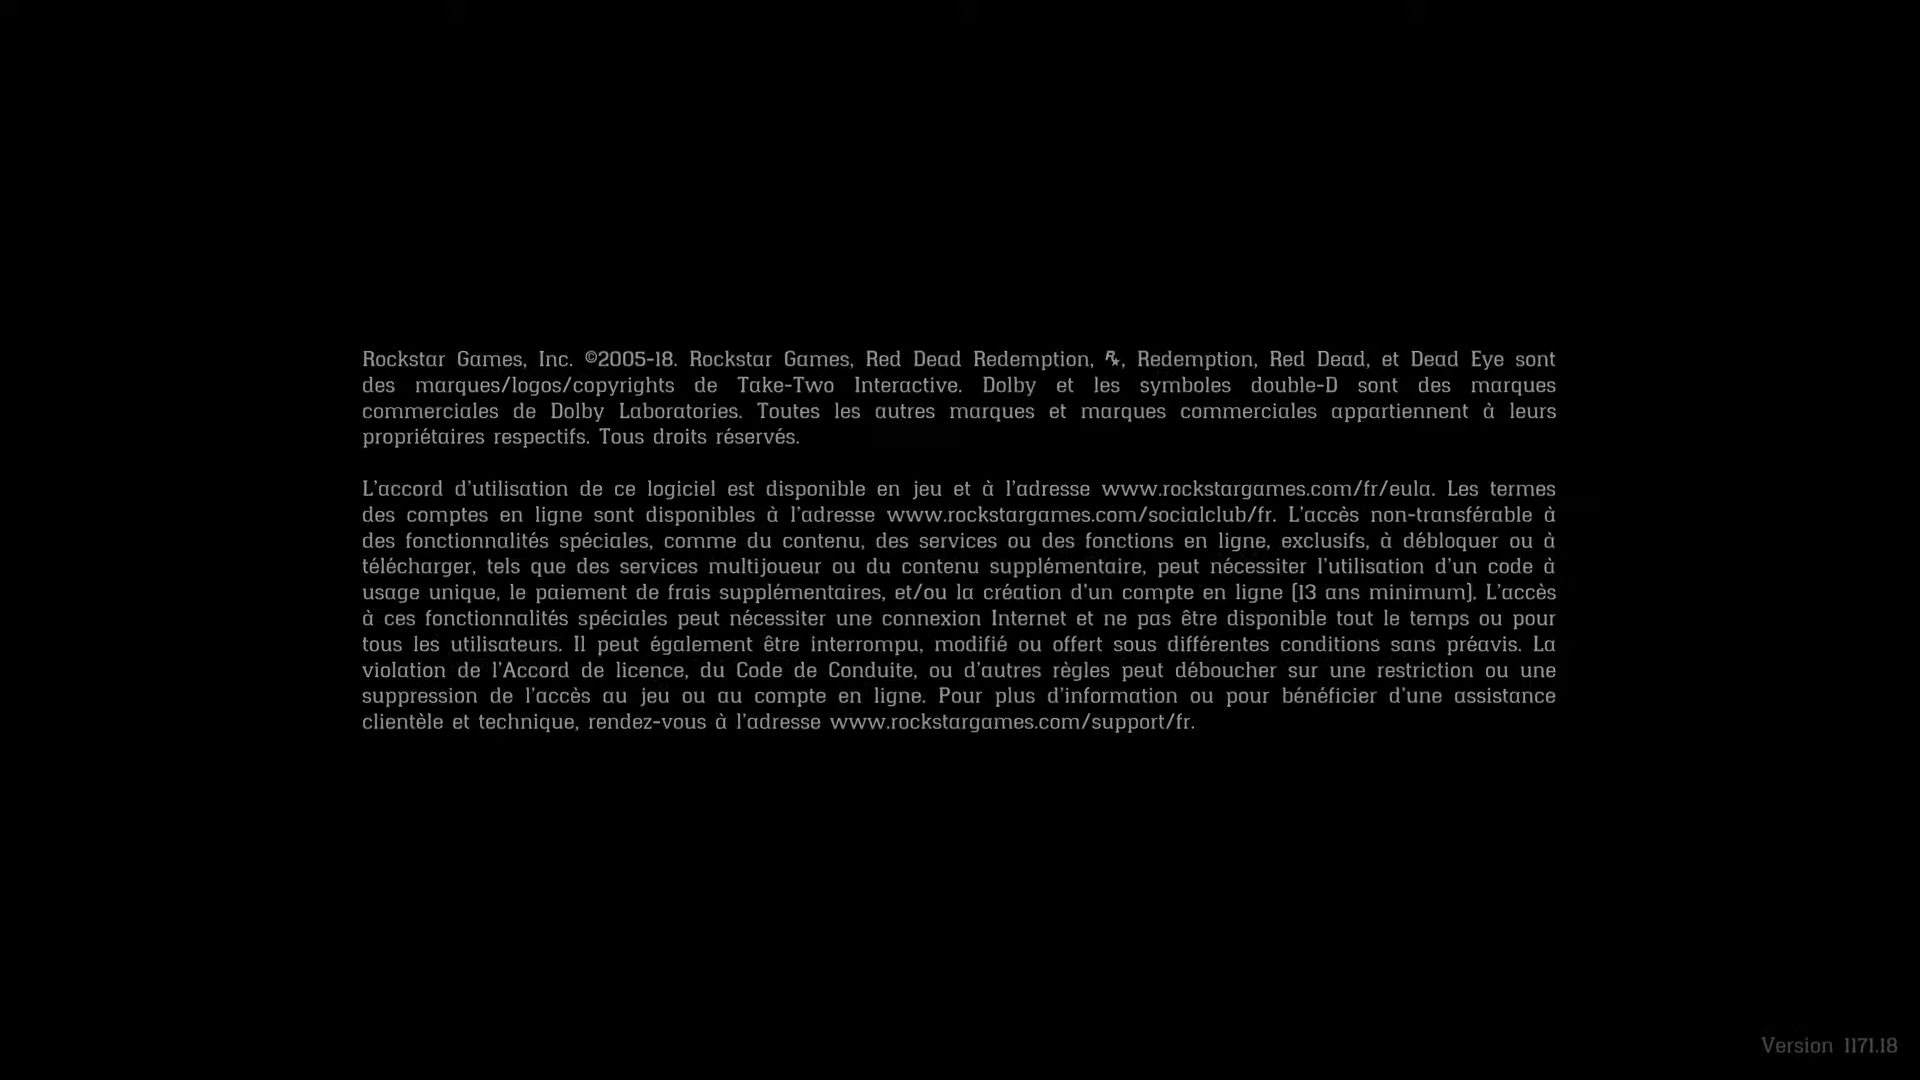 Rockstar Games, Inc. ©2005-18. Rockstar Games, Red Dead Redemption, R★, Redemption, Red Dead, et Dead Eye sont
des marques/logos/copyrights de Take-Two Interactive. Dolby et les symboles double-D sont des marques
commerciales de Dolby Laboratories. Toutes les autres marques et marques commerciales appartiennent à leurs
propriétaires respectifs. Tous droits réservés.
L'accord d'utilisation de ce logiciel est disponible en jeu et à l'adresse www.rockstargames.com/fr/eula. Les termes
des comptes en ligne sont disponibles à l'adresse www.rockstargames.com/socialclub/fr. L'accès non-transférable à
des fonctionnalités spéciales, comme du contenu, des services ou des fonctions en ligne, exclusifs, à débloquer ou à
télécharger, tels que des services multijoueur ou du contenu supplémentaire, peut nécessiter l'utilisation d'un code à
usage unique, le paiement de frais supplémentaires, et/ou la création d'un compte en ligne (13 ans minimum). L'accès
à ces fonctionnalités spéciales peut nécessiter une connexion Internet et ne pas être disponible tout le temps ou pour
tous les utilisateurs. Il peut également être interrompu, modifié ou offert sous différentes conditions sans préavis. La
violation de l'Accord de licence, du Code de Conduite, ou d'autres règles peut déboucher sur une restriction ou une
suppression de l'accès au jeu ou au compte en ligne. Pour plus d'information ou pour bénéficier d'une assistance
clientèle et technique, rendez-vous à l'adresse www.rockstargames.com/support/fr.
Version 1171.18